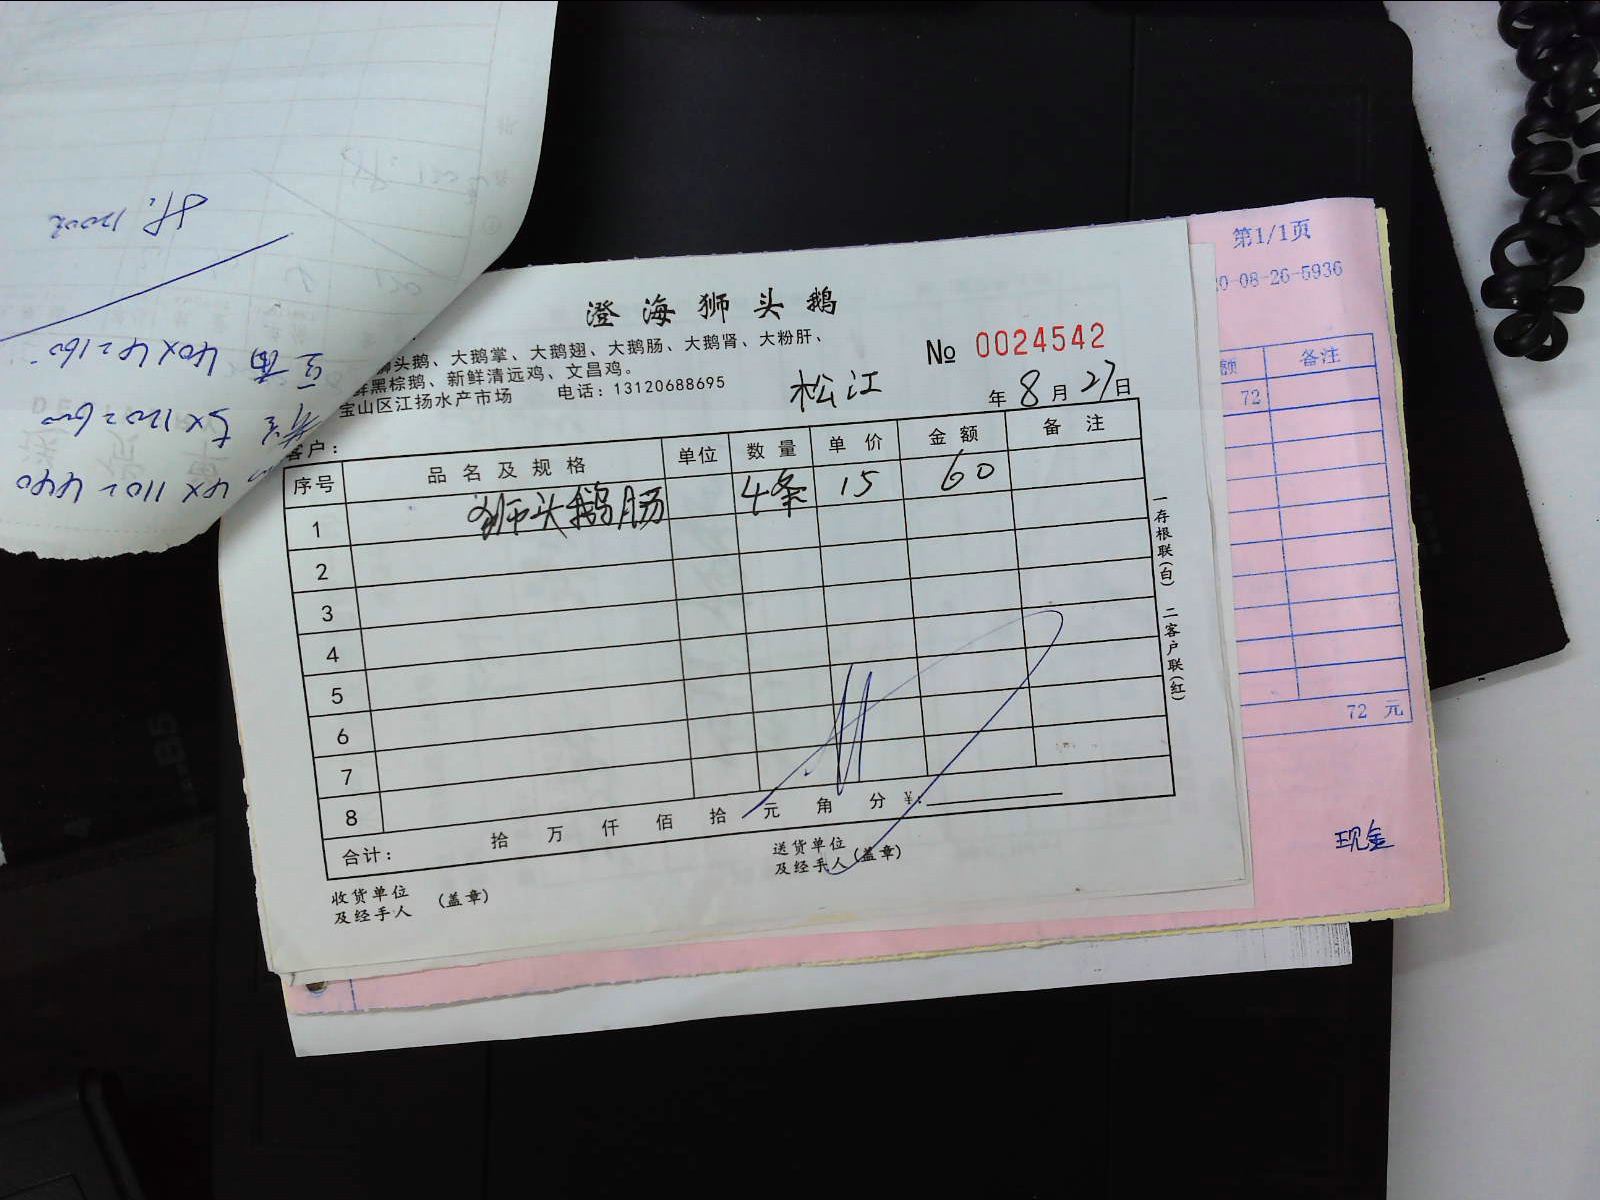 澄海狮头鹅
狮头鹅、大鹅掌、大鹅翅、大鹅肠、大鹅肾、大粉肝、
鲜黑棕鹅、新鲜清远鸡、文昌鸡。
宝山区江扬水产市场 电话:13120688695
№ 0024542
松江 年 8 月 27 日
客户:
序号 品名及规格 单位 数量 单价 金额 备注
1 狮头鹅肠 4条 15 60
2
3
4
5
6
7
8
合计: 拾 万 仟 佰 拾 元 角 分 ¥:
收货单位
及经手人 (盖章)
送货单位
及经手人 (盖章)
一存根联(白) 二客户联(红)
第1/1页
0-08-26-5936
额 备注
72
72 元
现金
4x110=440
5x120=600
40x4=160